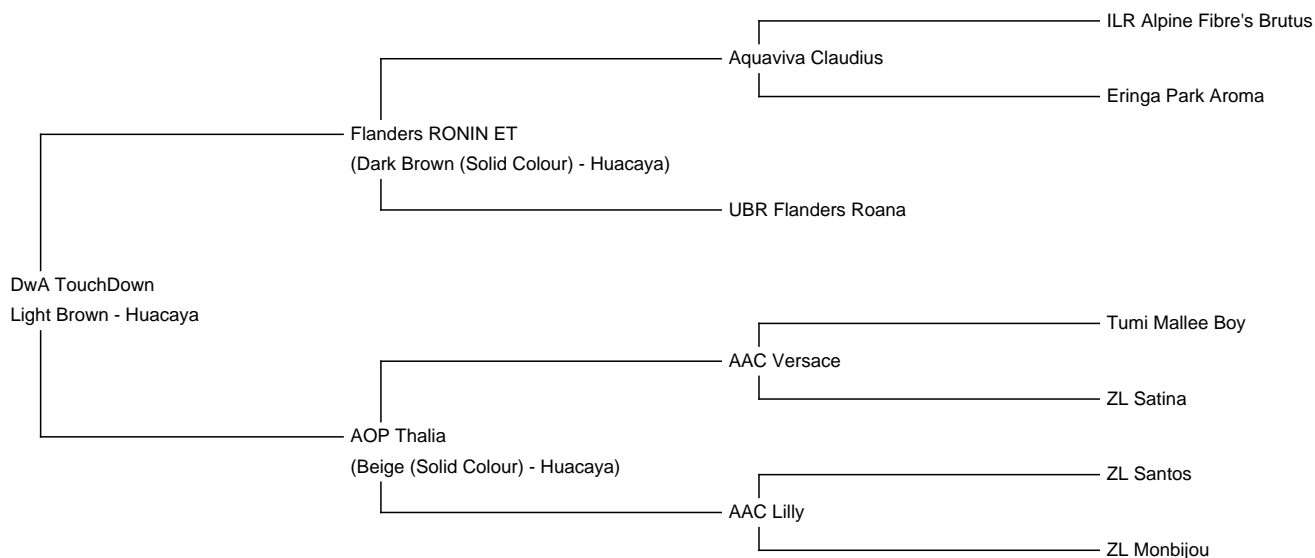 ILR Alpine Fibre's Brutus
Aquaviva Claudius
Eringa Park Aroma
Flanders RONIN ET
(Dark Brown (Solid Colour) - Huacaya)
UBR Flanders Roana
DwA TouchDown
Light Brown - Huacaya
Tumi Mallee Boy
AAC Versace
ZL Satina
AOP Thalia
(Beige (Solid Colour) - Huacaya)
ZL Santos
AAC Lilly
ZL Monbijou